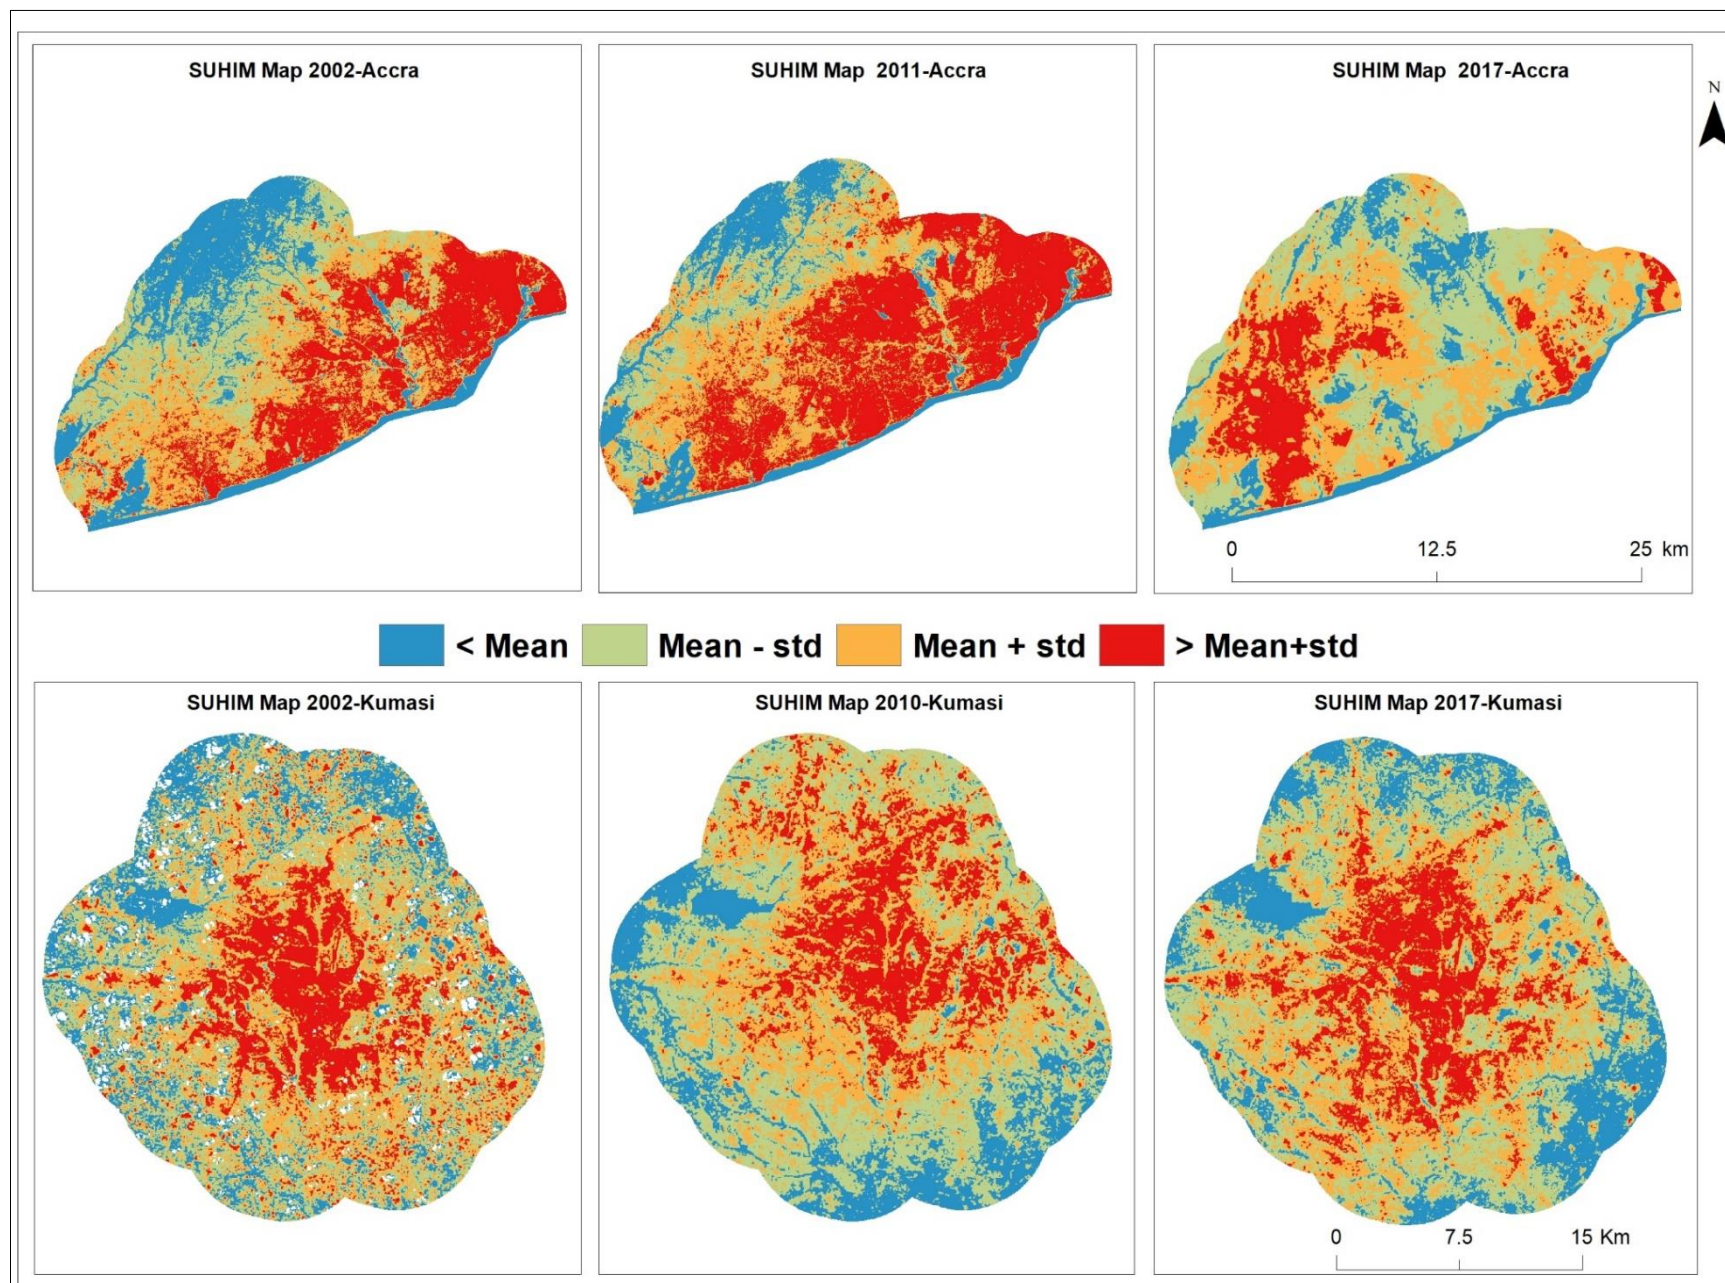 SUHIM Map 2002-Accra
SUHIM Map 2011-Accra
SUHIM Map 2017-Accra
N
0 12.5 25 km
< Mean Mean - std Mean + std > Mean+std
SUHIM Map 2002-Kumasi
SUHIM Map 2010-Kumasi
SUHIM Map 2017-Kumasi
0 7.5 15 Km